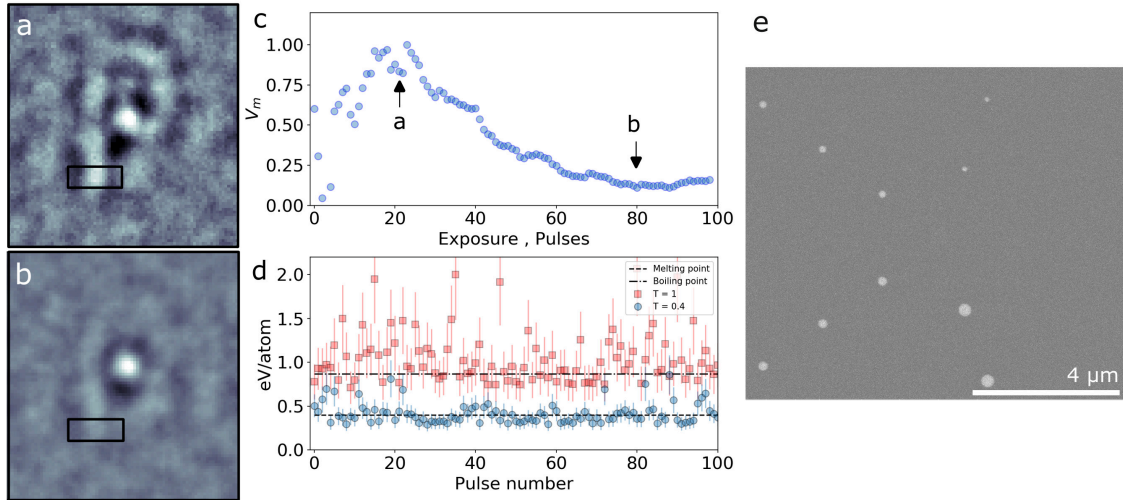 a
b
c
V_m
1.00
0.75
0.50
0.25
0.00
a
b
0 20 40 60 80 100
Exposure , Pulses
d
eV/atom
2.0
1.5
1.0
0.5
0.0
Melting point
Boiling point
T = 1
T = 0.4
0 20 40 60 80 100
Pulse number
e
4 μm